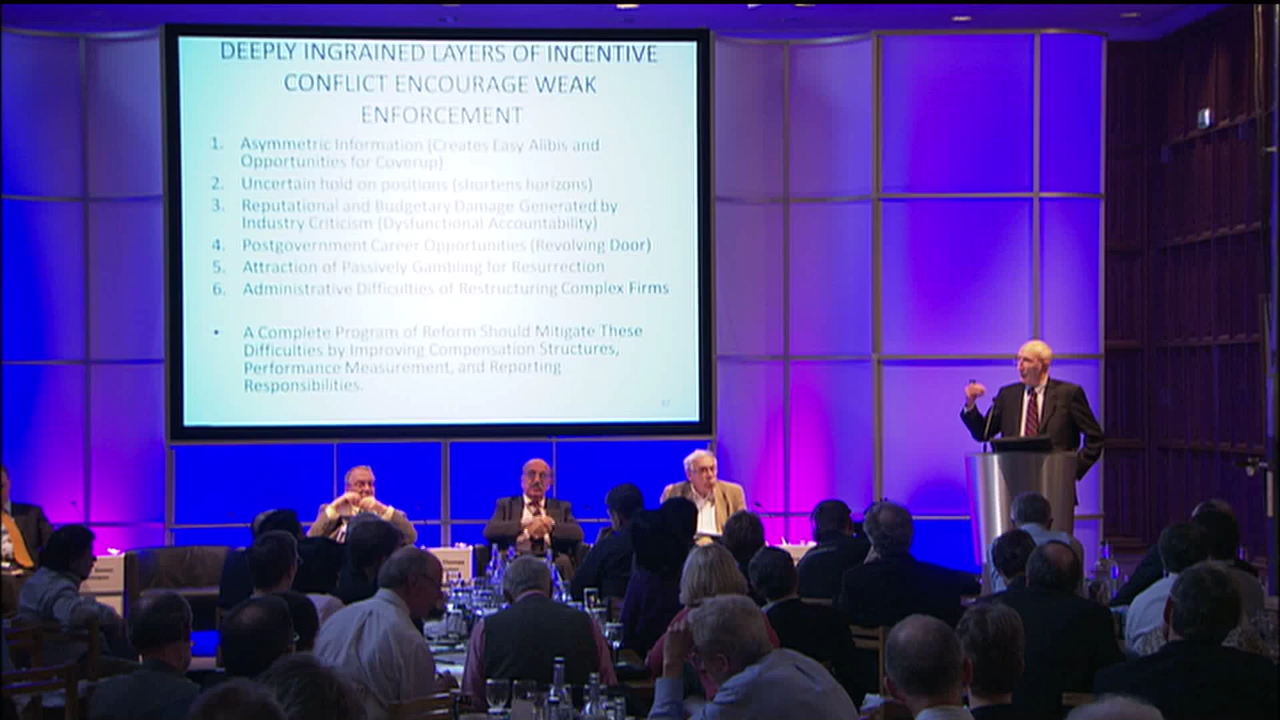 DEEPLY INGRAINED LAYERS OF INCENTIVE
CONFLICT ENCOURAGE WEAK
ENFORCEMENT
1. Asymmetric Information (Creates Easy Alibis and
Opportunities for Coverup)
2. Uncertain hold on positions (shortens horizons)
3. Reputational and Budgetary Damage Generated by
Industry Criticism (Dysfunctional Accountability)
4. Postgovernment Career Opportunities (Revolving Door)
5. Attraction of Passively Gambling for Resurrection
6. Administrative Difficulties of Restructuring Complex Firms
• A Complete Program of Reform Should Mitigate These
Difficulties by Improving Compensation Structures,
Performance Measurement, and Reporting
Responsibilities.